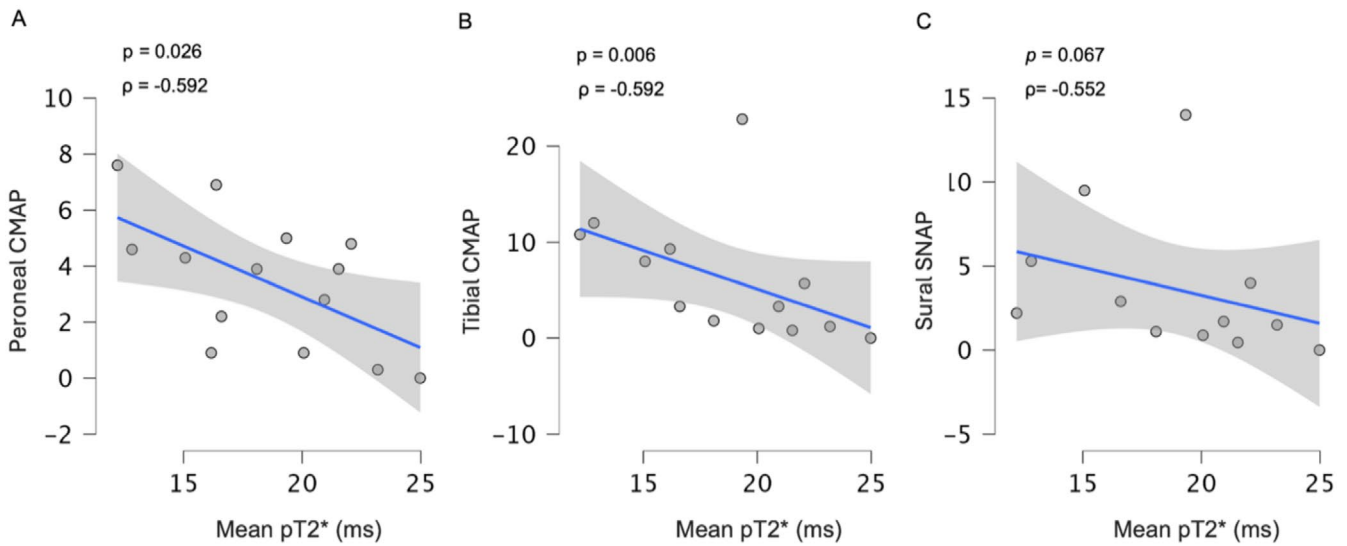 A
p = 0.026
ρ = -0.592
10
8
6
4
2
0
−2
Peroneal CMAP
15 20 25
Mean pT2* (ms)
B
p = 0.006
ρ = -0.592
20
10
0
−10
Tibial CMAP
15 20 25
Mean pT2* (ms)
C
p = 0.067
ρ= -0.552
15
10
5
0
−5
Sural SNAP
15 20 25
Mean pT2* (ms)